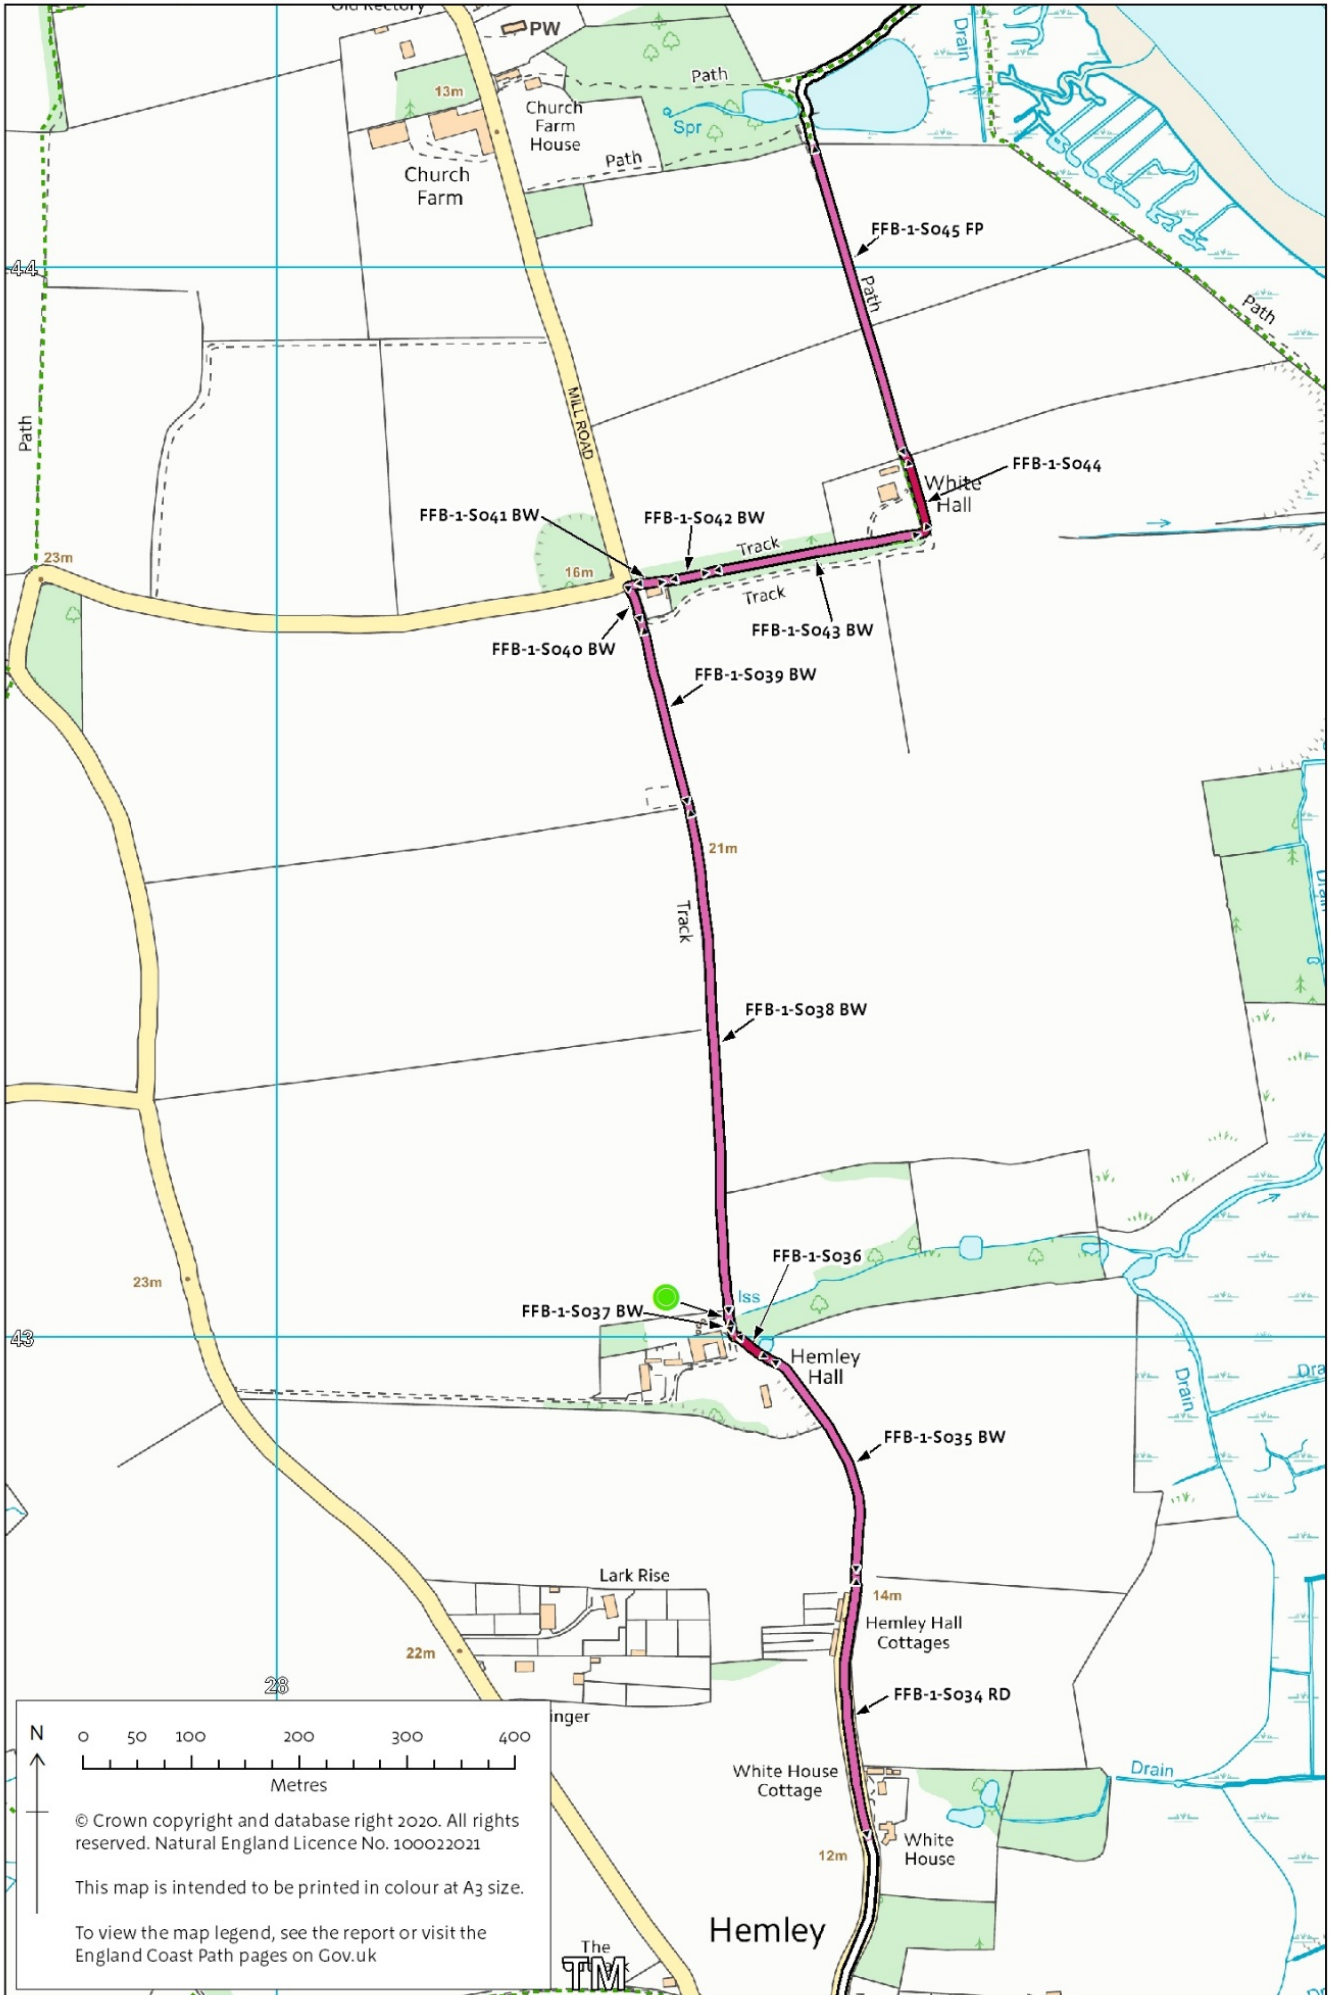 Old Rectory
PW
Drain
Path
13m
Church
Farm
House
Spr
Path
Church
Farm
FFB-1-S045 FP
44
Path
Path
MILL ROAD
Path
FFB-1-S044
White
Hall
FFB-1-S041 BW
FFB-1-S042 BW
Track
23m
16m
Track
FFB-1-S043 BW
FFB-1-S040 BW
FFB-1-S039 BW
21m
Track
FFB-1-S038 BW
FFB-1-S036
23m
Iss
FFB-1-S037 BW
43
Hemley
Hall
Drain
FFB-1-S035 BW
Lark Rise
14m
Hemley Hall
Cottages
22m
28
FFB-1-S034 RD
inger
White House
Cottage
Drain
White
House
12m
Hemley
The
TM
N
0 50 100 200 300 400
Metres
© Crown copyright and database right 2020. All rights
reserved. Natural England Licence No. 100022021
This map is intended to be printed in colour at A3 size.
To view the map legend, see the report or visit the
England Coast Path pages on Gov.uk